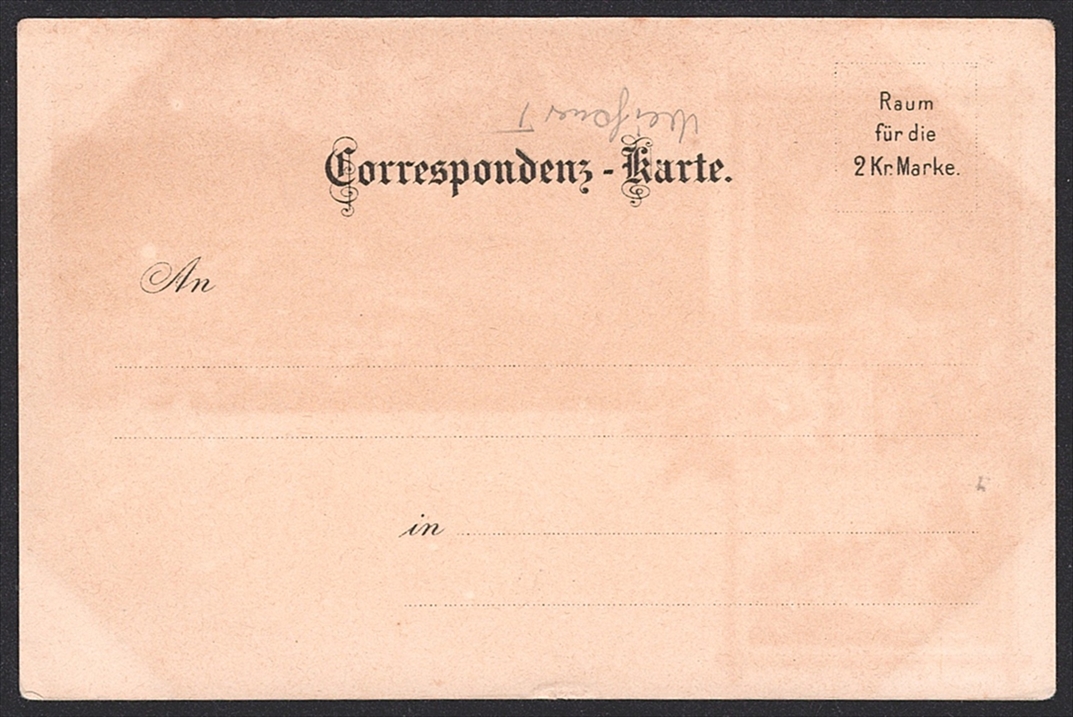 Raum
für die
2 Kr. Marke.
Correspondenz-Karte.
An
in